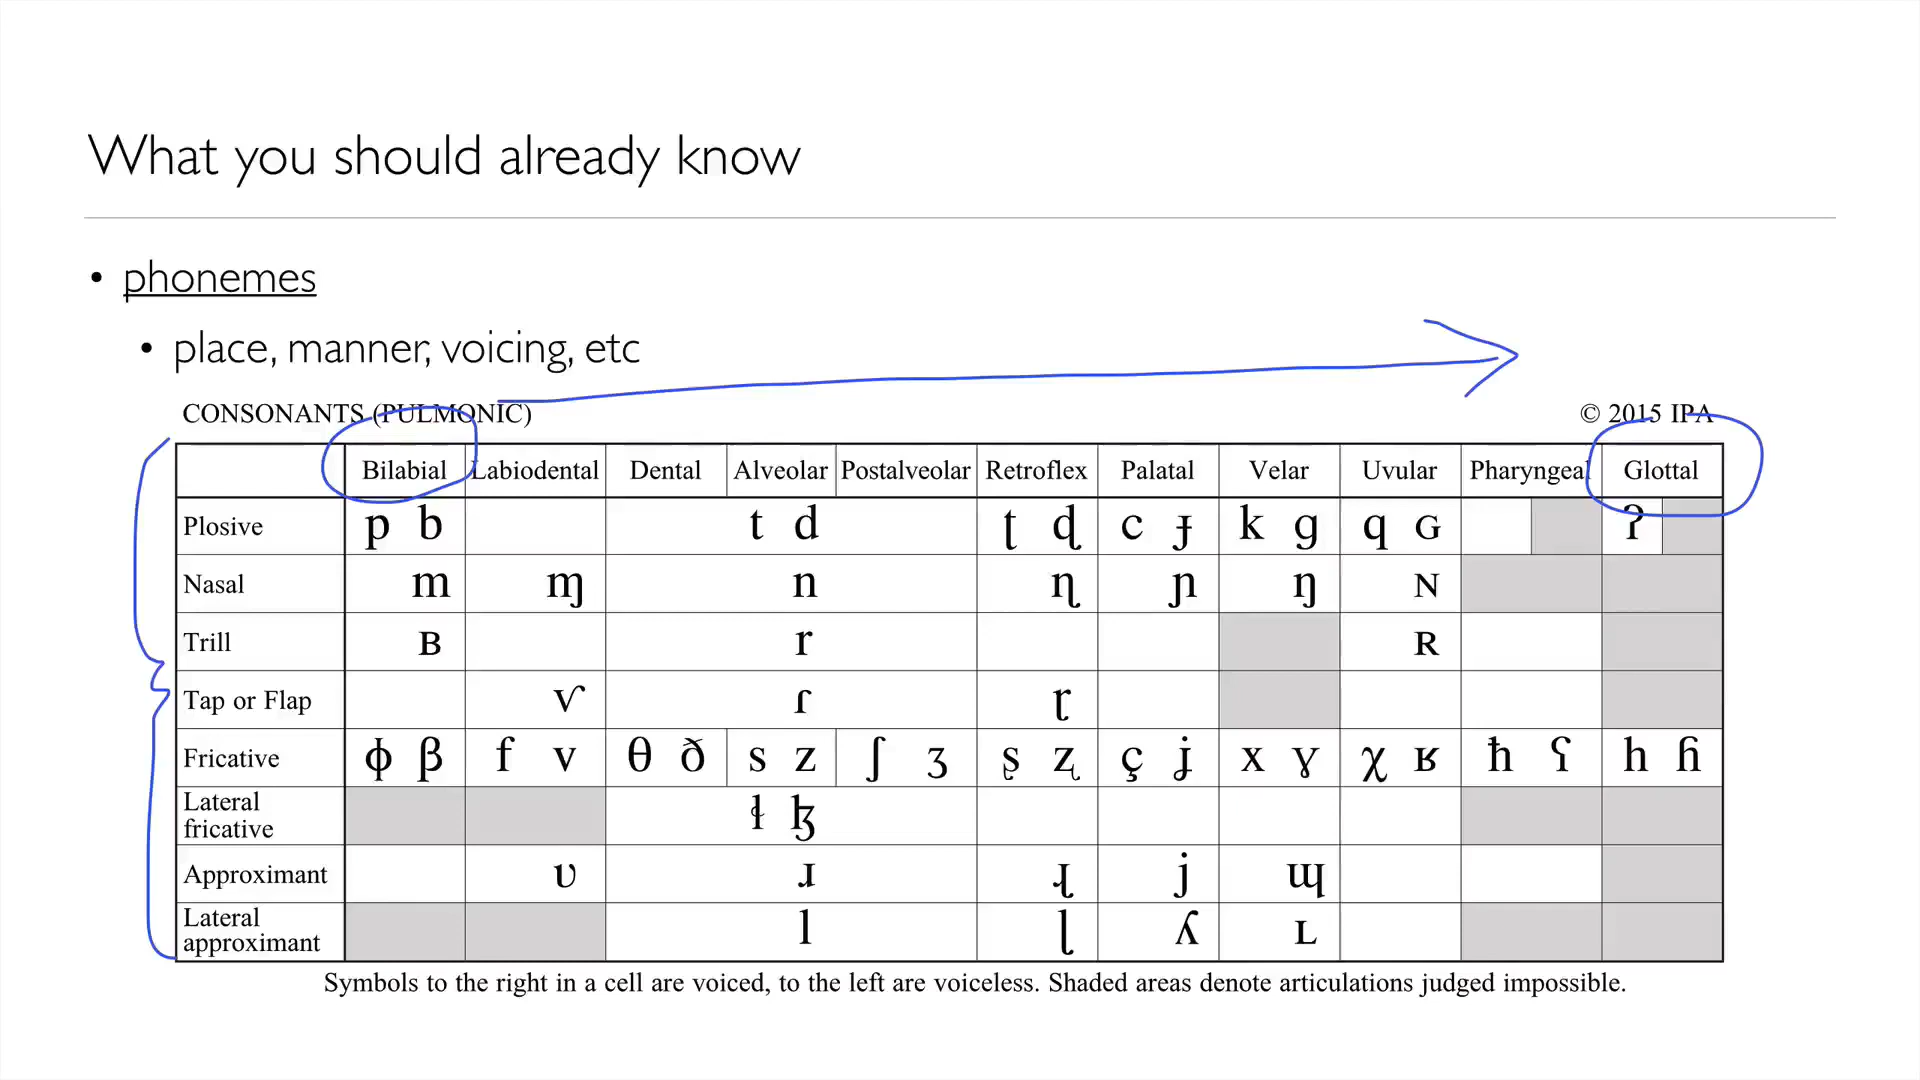 What you should already know
• phonemes
• place, manner, voicing, etc
CONSONANTS (PULMONIC) © 2015 IPA
Bilabial Labiodental Dental Alveolar Postalveolar Retroflex Palatal Velar Uvular Pharyngeal Glottal
Plosive p b t d ʈ ɖ c ɟ k ɡ q ɢ ʔ
Nasal m ɱ n ɳ ɲ ŋ ɴ
Trill ʙ r ʀ
Tap or Flap ⱱ ɾ ɽ
Fricative ɸ β f v θ ð s z ʃ ʒ ʂ ʐ ç ʝ x ɣ χ ʁ ħ ʕ h ɦ
Lateral
fricative ɬ ɮ
Approximant ʋ ɹ ɻ j ɰ
Lateral
approximant l ɭ ʎ ʟ
Symbols to the right in a cell are voiced, to the left are voiceless. Shaded areas denote articulations judged impossible.